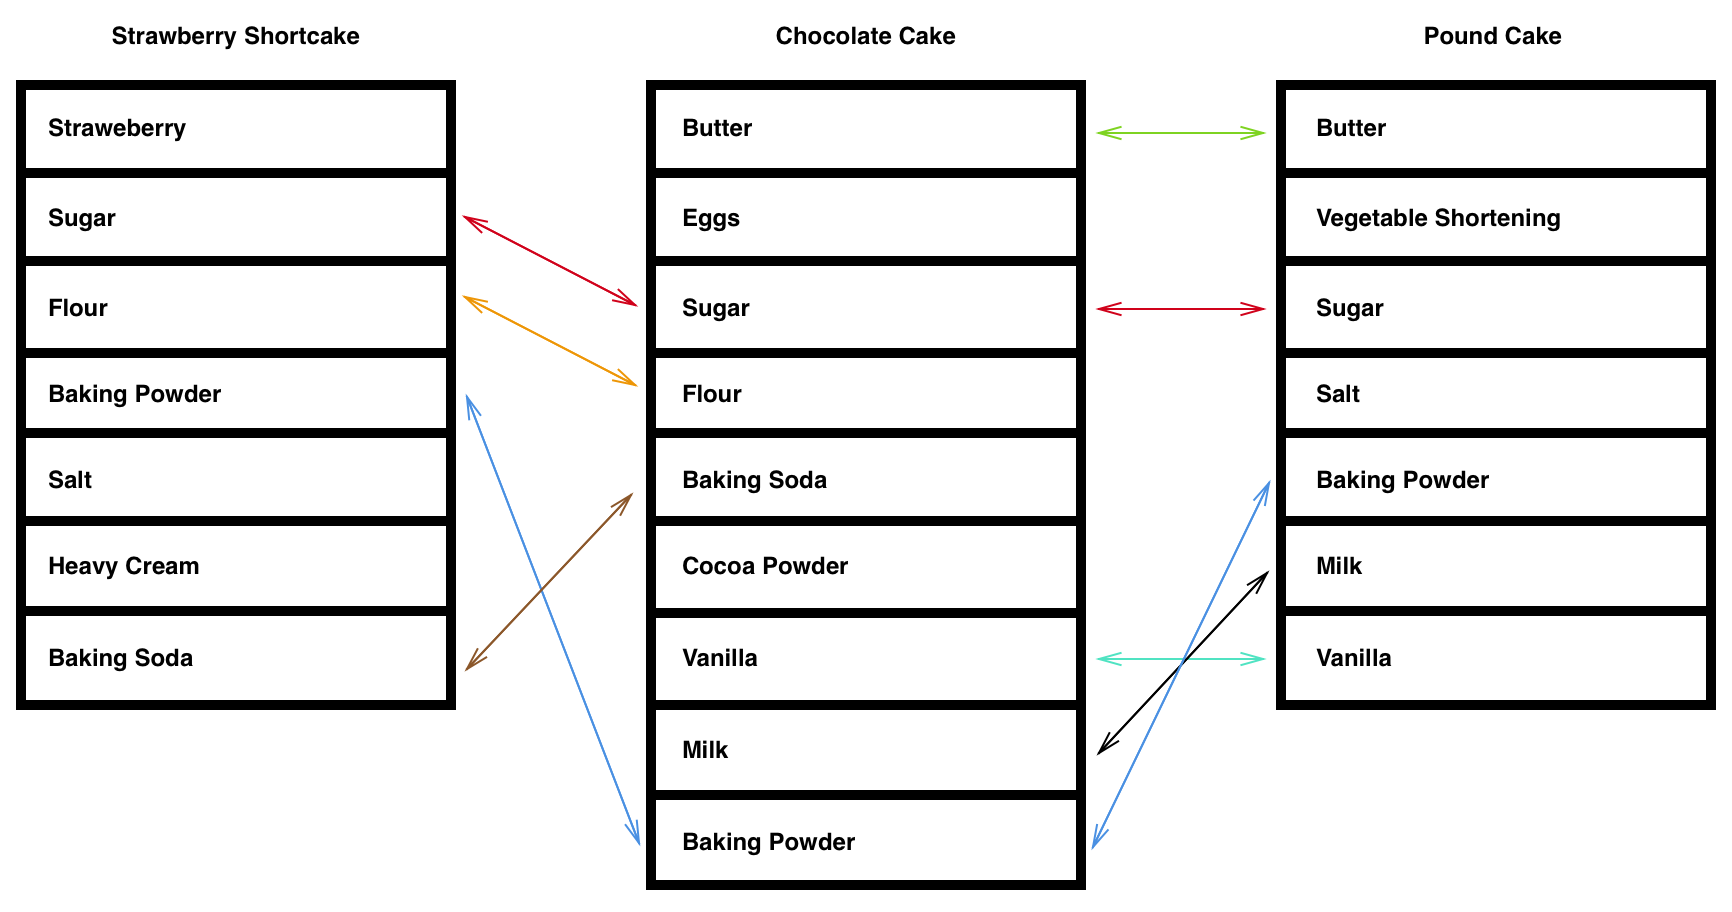 Strawberry Shortcake
Straweberry
Sugar
Flour
Baking Powder
Salt
Heavy Cream
Baking Soda
Chocolate Cake
Butter
Eggs
Sugar
Flour
Baking Soda
Cocoa Powder
Vanilla
Milk
Baking Powder
Pound Cake
Butter
Vegetable Shortening
Sugar
Salt
Baking Powder
Milk
Vanilla